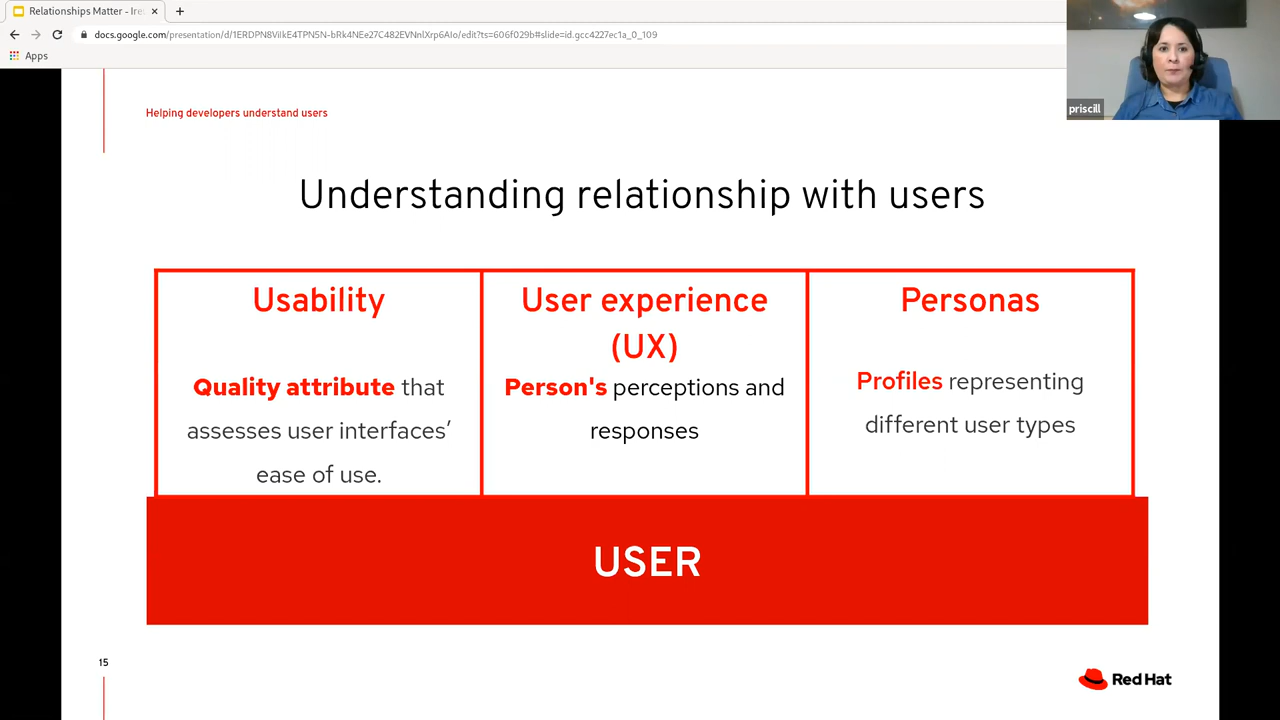 Relationships Matter - Ire
docs.google.com/presentation/d/1ERDPN8ViIkE4TPN5N-bRk4NEe27C482EVNnIXrp6AIo/edit?ts=606f029b#slide=id.gcc4227ec1a_0_109
Apps
priscill
Helping developers understand users
Understanding relationship with users
Usability
Quality attribute that
assesses user interfaces’
ease of use.
User experience
(UX)
Person's perceptions and
responses
Personas
Profiles representing
different user types
USER
15
Red Hat